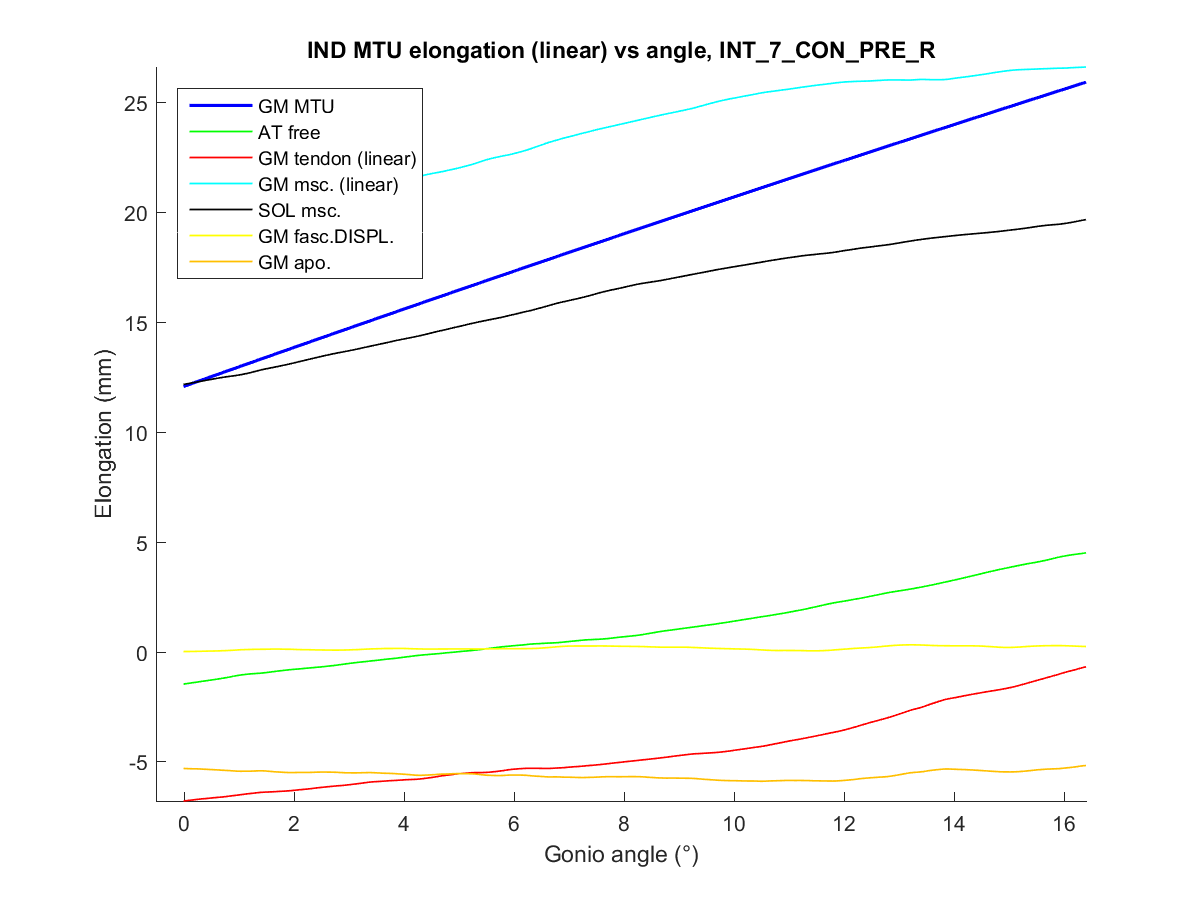 IND MTU elongation (linear) vs angle, INT_7_CON_PRE_R
GM MTU
AT free
GM tendon (linear)
GM msc. (linear)
SOL msc.
GM fasc.DISPL.
GM apo.
Elongation (mm)
25
20
15
10
5
0
-5
0 2 4 6 8 10 12 14 16
Gonio angle (°)